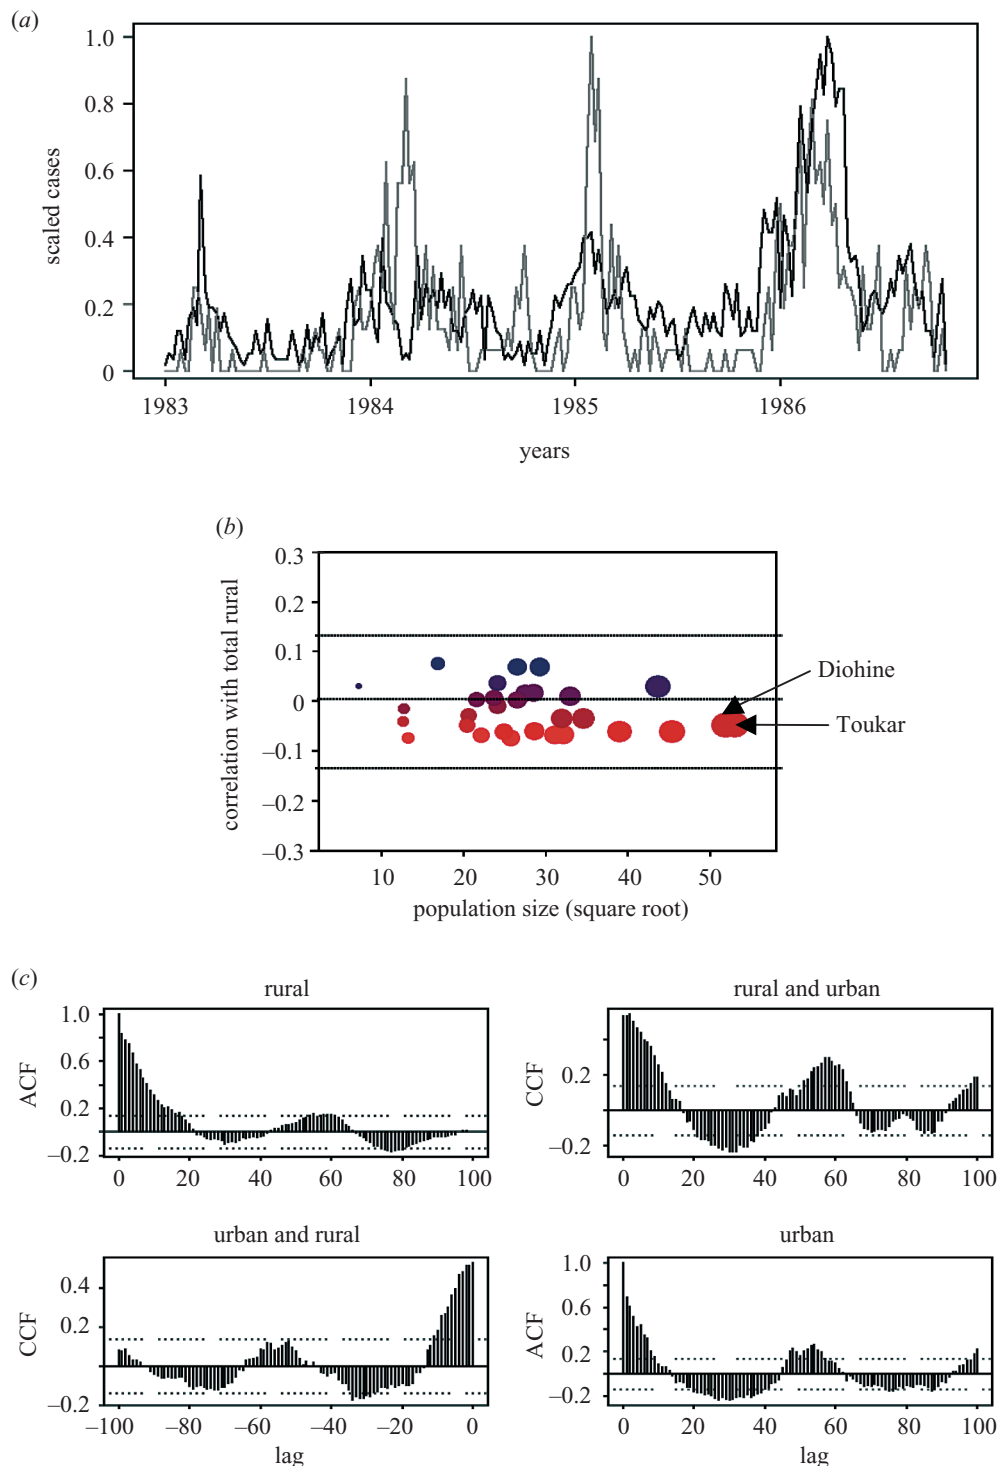 (a)
1.0
0.8
0.6
0.4
0.2
0
scaled cases
1983 1984 1985 1986
years
(b)
0.3
0.2
0.1
0
–0.1
–0.2
–0.3
correlation with total rural
Diohine
Toukar
10 20 30 40 50
population size (square root)
(c)
rural
1.0
0.6
0.2
–0.2
ACF
0 20 40 60 80 100
rural and urban
0.2
–0.2
CCF
0 20 40 60 80 100
urban and rural
0.4
0.2
–0.2
CCF
–100 –80 –60 –40 –20 0
lag
urban
1.0
0.6
0.2
–0.2
ACF
0 20 40 60 80 100
lag